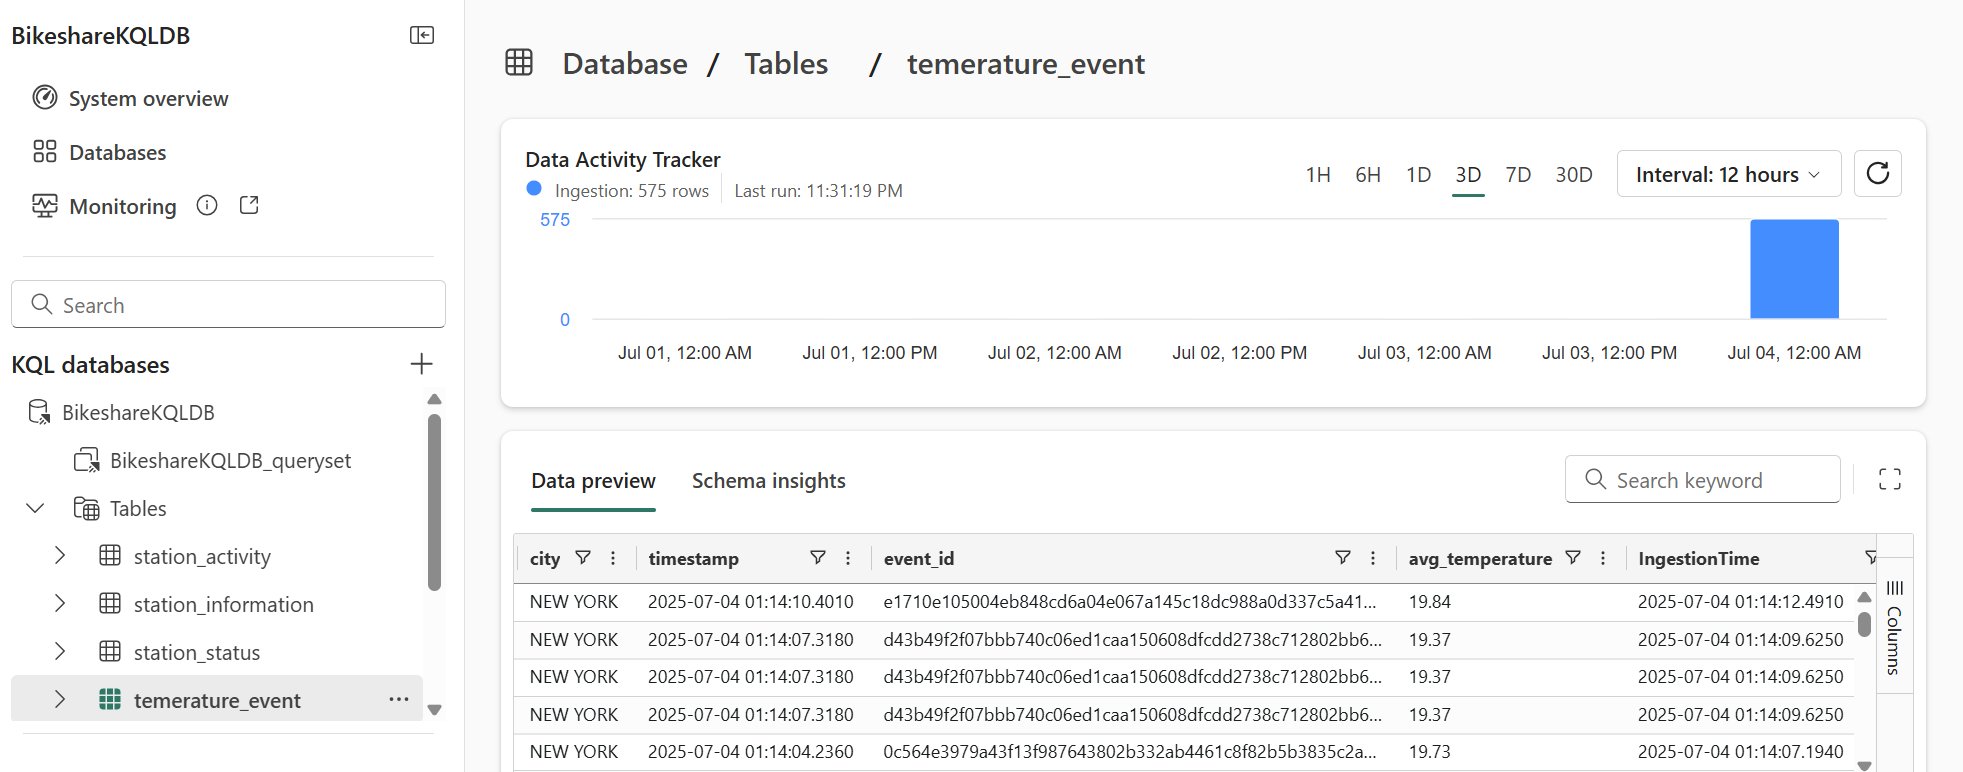 BikeshareKQLDB
System overview
Databases
Monitoring
Search
KQL databases
BikeshareKQLDB
BikeshareKQLDB_queryset
Tables
station_activity
station_information
station_status
temerature_event
Database / Tables / temerature_event
Data Activity Tracker
Ingestion: 575 rows Last run: 11:31:19 PM
1H 6H 1D 3D 7D 30D Interval: 12 hours
575
0
Jul 01, 12:00 AM Jul 01, 12:00 PM Jul 02, 12:00 AM Jul 02, 12:00 PM Jul 03, 12:00 AM Jul 03, 12:00 PM Jul 04, 12:00 AM
Data preview Schema insights Search keyword
city timestamp event_id avg_temperature IngestionTime
NEW YORK 2025-07-04 01:14:10.4010 e1710e105004eb848cd6a04e067a145c18dc988a0d337c5a41... 19.84 2025-07-04 01:14:12.4910
NEW YORK 2025-07-04 01:14:07.3180 d43b49f2f07bbb740c06ed1caa150608dfcdd2738c712802bb6... 19.37 2025-07-04 01:14:09.6250
NEW YORK 2025-07-04 01:14:07.3180 d43b49f2f07bbb740c06ed1caa150608dfcdd2738c712802bb6... 19.37 2025-07-04 01:14:09.6250
NEW YORK 2025-07-04 01:14:07.3180 d43b49f2f07bbb740c06ed1caa150608dfcdd2738c712802bb6... 19.37 2025-07-04 01:14:09.6250
NEW YORK 2025-07-04 01:14:04.2360 0c564e3979a43f13f987643802b332ab4461c8f82b5b3835c2a... 19.73 2025-07-04 01:14:07.1940
Columns